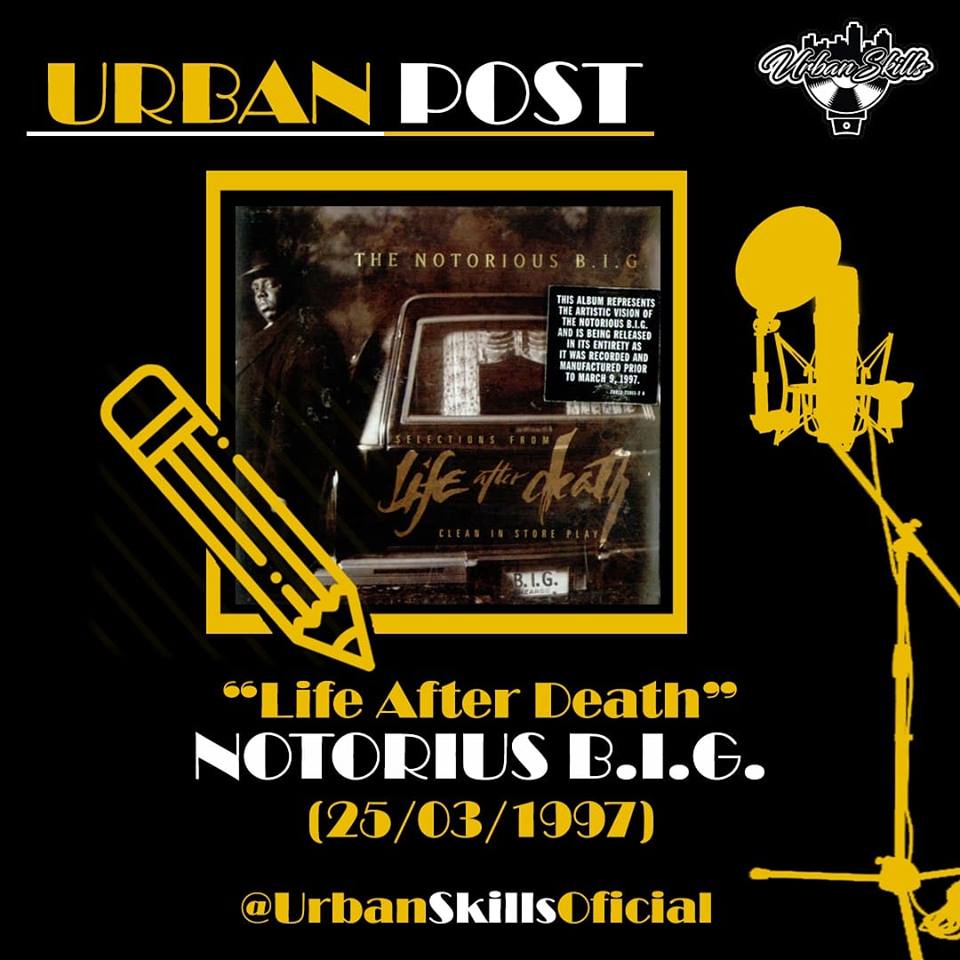 URBAN POST
Urban Skills
THE NOTORIOUS B.I.G
THIS ALBUM REPRESENTS
THE ARTISTIC VISION OF
THE NOTORIOUS B.I.G.
AND IS BEING RELEASED
IN ITS ENTIRETY AS
IT WAS RECORDED AND
MANUFACTURED PRIOR
TO MARCH 9, 1997.
SELECTIONS FROM
Life after death
CLEAN IN STORE PLAY
B.I.G.
“Life After Death”
NOTORIUS B.I.G.
(25/03/1997)
@UrbanSkillsOficial